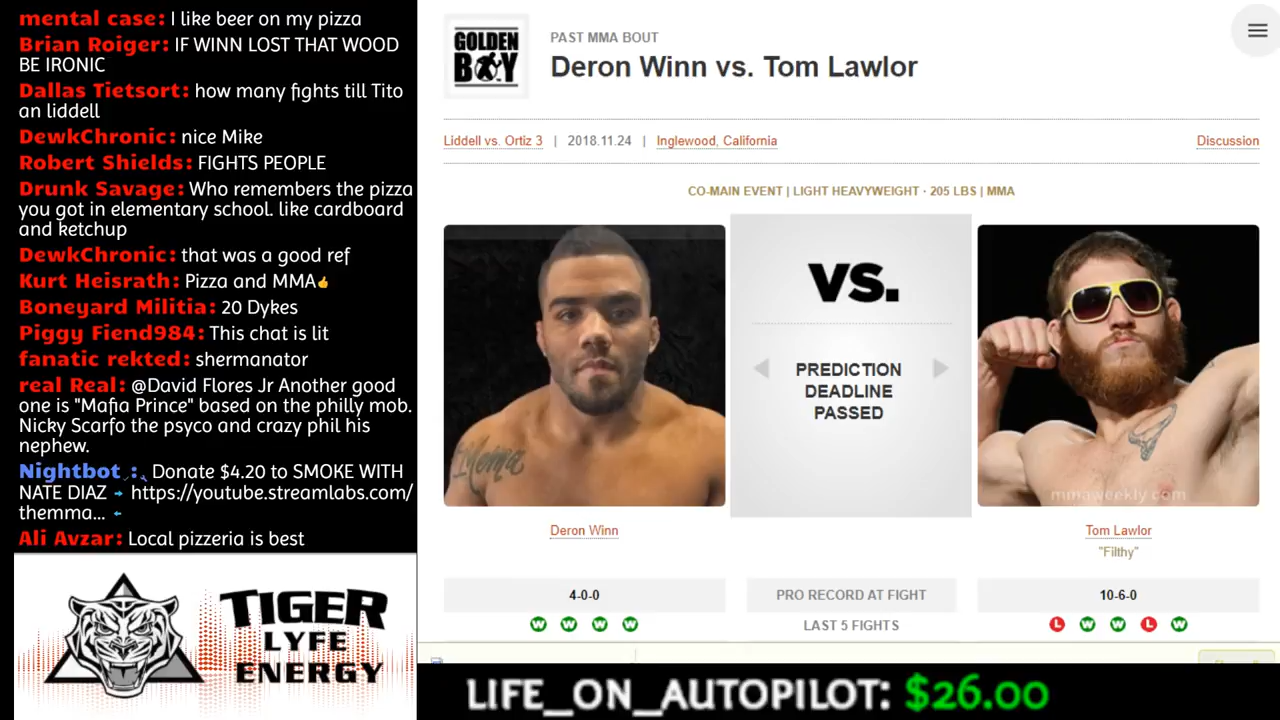 mental case: I like beer on my pizza
Brian Roiger: IF WINN LOST THAT WOOD
BE IRONIC
Dallas Tietsort: how many fights till Tito
an liddell
DewkChronic: nice Mike
Robert Shields: FIGHTS PEOPLE
Drunk Savage: Who remembers the pizza
you got in elementary school. like cardboard
and ketchup
DewkChronic: that was a good ref
Kurt Heisrath: Pizza and MMA👍
Boneyard Militia: 20 Dykes
Piggy Fiend984: This chat is lit
fanatic rekted: shermanator
real Real: @David Flores Jr Another good
one is "Mafia Prince" based on the philly mob.
Nicky Scarfo the psyco and crazy phil his
nephew.
Nightbot : Donate $4.20 to SMOKE WITH
NATE DIAZ → https://youtube.streamlabs.com/
themma... ←
Ali Avzar: Local pizzeria is best
TIGER
LYFE
ENERGY
GOLDEN
BOY
PAST MMA BOUT
Deron Winn vs. Tom Lawlor
Liddell vs. Ortiz 3 | 2018.11.24 | Inglewood, California
Discussion
CO-MAIN EVENT | LIGHT HEAVYWEIGHT · 205 LBS | MMA
Meima
VS.
PREDICTION
DEADLINE
PASSED
mmaweekly.com
Deron Winn
Tom Lawlor
"Filthy"
4-0-0
PRO RECORD AT FIGHT
10-6-0
W W W W
LAST 5 FIGHTS
L W W L W
LIFE_ON_AUTOPILOT: $26.00